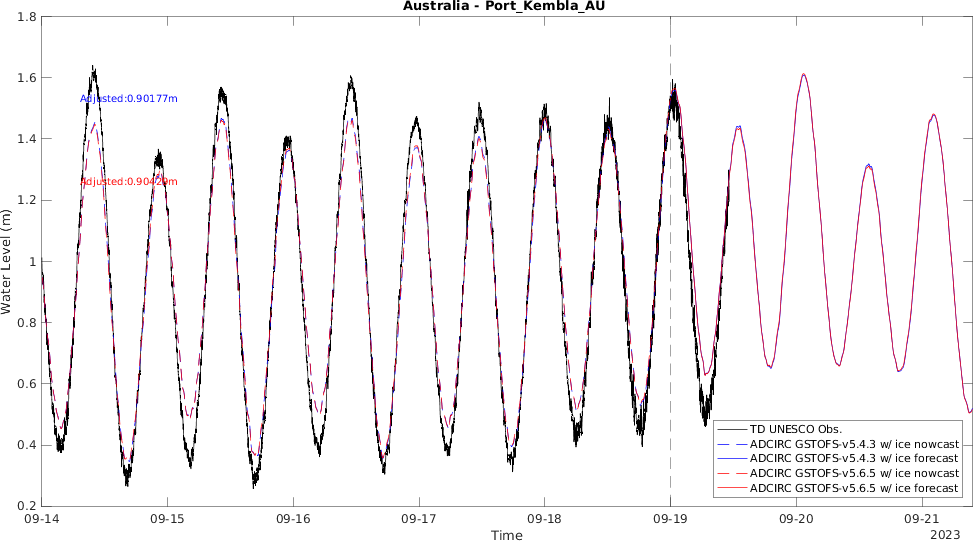 Australia - Port_Kembla_AU
1.8
1.6
1.4
1.2
1
0.8
0.6
0.4
0.2
Water Level (m)
Adjusted:0.90177m
Adjusted:0.90429m
TD UNESCO Obs.
ADCIRC GSTOFS-v5.4.3 w/ ice nowcast
ADCIRC GSTOFS-v5.4.3 w/ ice forecast
ADCIRC GSTOFS-v5.6.5 w/ ice nowcast
ADCIRC GSTOFS-v5.6.5 w/ ice forecast
09-14 09-15 09-16 09-17 09-18 09-19 09-20 09-21
Time
2023